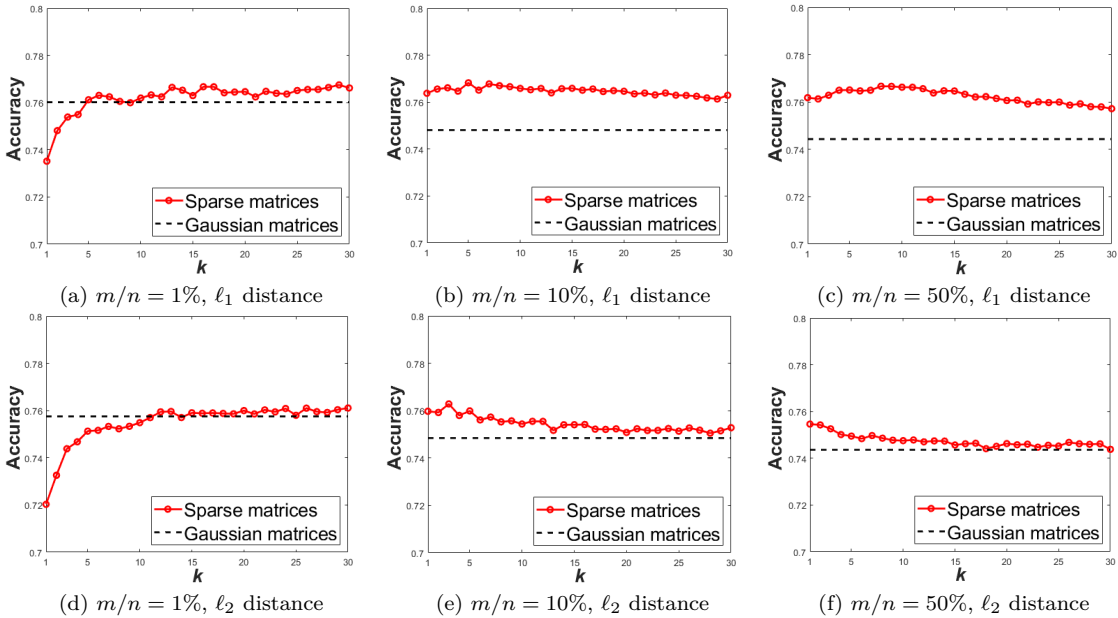 0.8
0.78
0.76
0.74
0.72
0.7
Accuracy
1 5 10 15 20 25 30
k
Sparse matrices
Gaussian matrices
(a) m/n = 1%, ℓ₁ distance
0.8
0.78
0.76
0.74
0.72
0.7
Accuracy
1 5 10 15 20 25 30
k
Sparse matrices
Gaussian matrices
(b) m/n = 10%, ℓ₁ distance
0.8
0.78
0.76
0.74
0.72
0.7
Accuracy
1 5 10 15 20 25 30
k
Sparse matrices
Gaussian matrices
(c) m/n = 50%, ℓ₁ distance
0.8
0.78
0.76
0.74
0.72
0.7
Accuracy
1 5 10 15 20 25 30
k
Sparse matrices
Gaussian matrices
(d) m/n = 1%, ℓ₂ distance
0.8
0.78
0.76
0.74
0.72
0.7
Accuracy
1 5 10 15 20 25 30
k
Sparse matrices
Gaussian matrices
(e) m/n = 10%, ℓ₂ distance
0.8
0.78
0.76
0.74
0.72
0.7
Accuracy
1 5 10 15 20 25 30
k
Sparse matrices
Gaussian matrices
(f) m/n = 50%, ℓ₂ distance